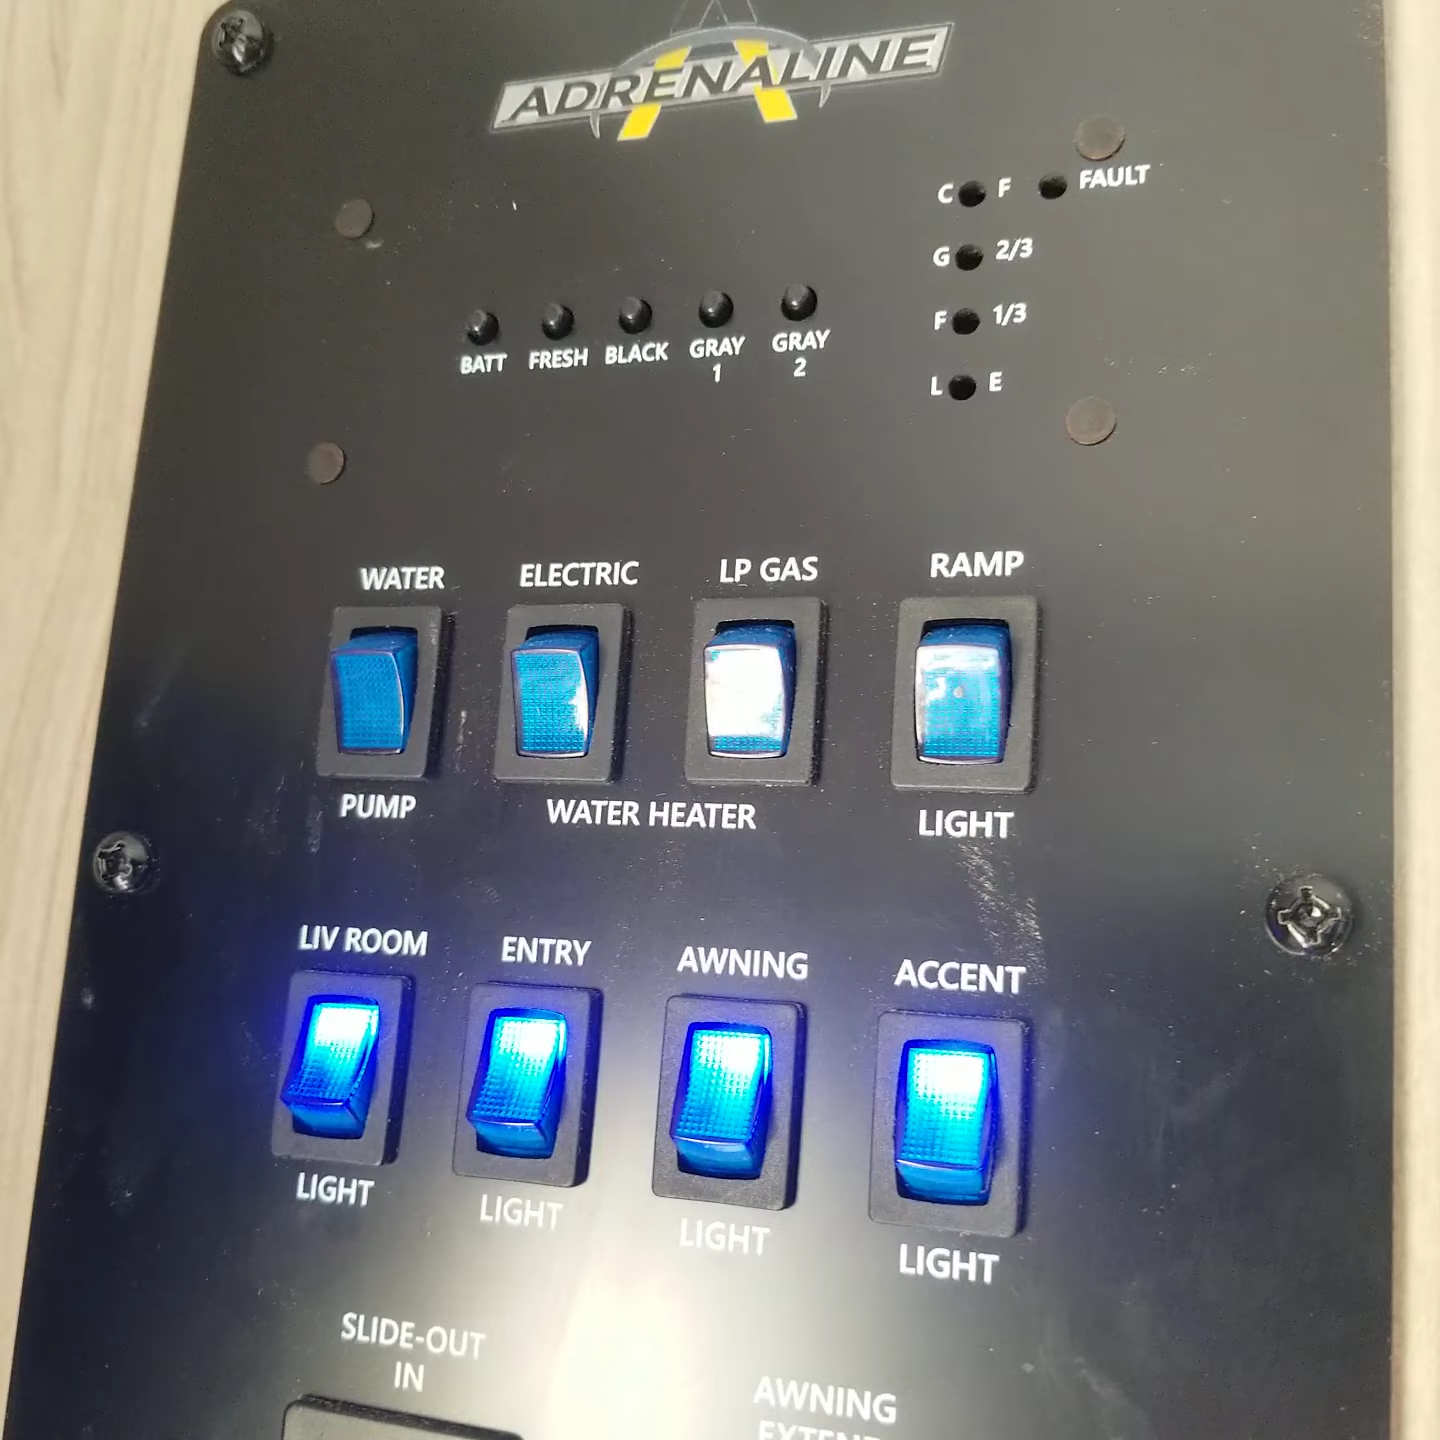 ADRENALINE
C F FAULT
G 2/3
F 1/3
L E
BATT FRESH BLACK GRAY 1 GRAY 2
WATER ELECTRIC LP GAS RAMP
PUMP WATER HEATER LIGHT
LIV ROOM ENTRY AWNING ACCENT
LIGHT LIGHT LIGHT LIGHT
SLIDE-OUT
IN
AWNING